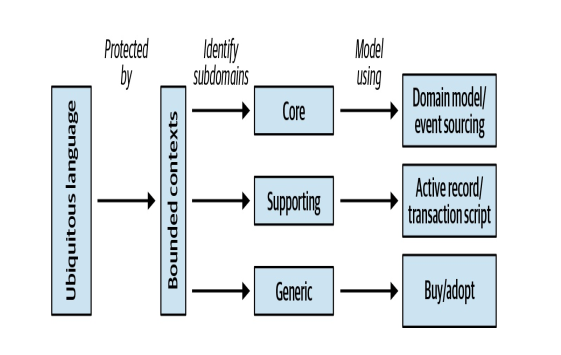 Protected
by
Identify
subdomains
Model
using
Ubiquitous language
Bounded contexts
Core
Domain model/
event sourcing
Supporting
Active record/
transaction script
Generic
Buy/adopt